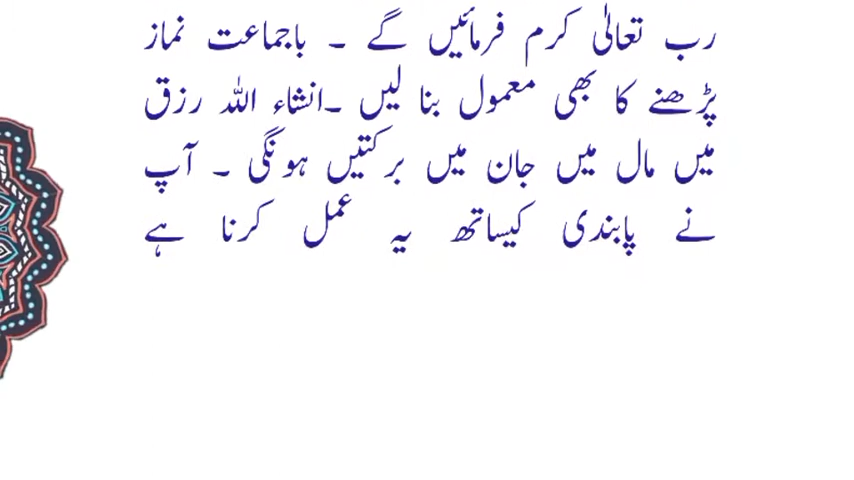 رب تعالیٰ کرم فرمائیں گے ۔ باجماعت نماز
پڑھنے کا بھی معمول بنا لیں ۔انشاء اللہ رزق
میں مال میں جان میں برکتیں ہونگی ۔ آپ
نے پابندی کیساتھ یہ عمل کرنا ہے